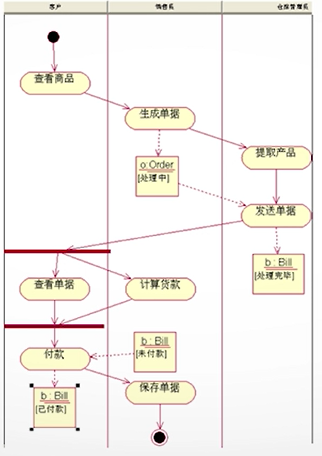 客户
销售员
仓库管理员
查看商品
生成单据
提取产品
o:Order
[处理中]
发送单据
b : Bill
[处理完毕]
查看单据
计算货款
付款
b : Bill
[未付款]
b : Bill
[已付款]
保存单据